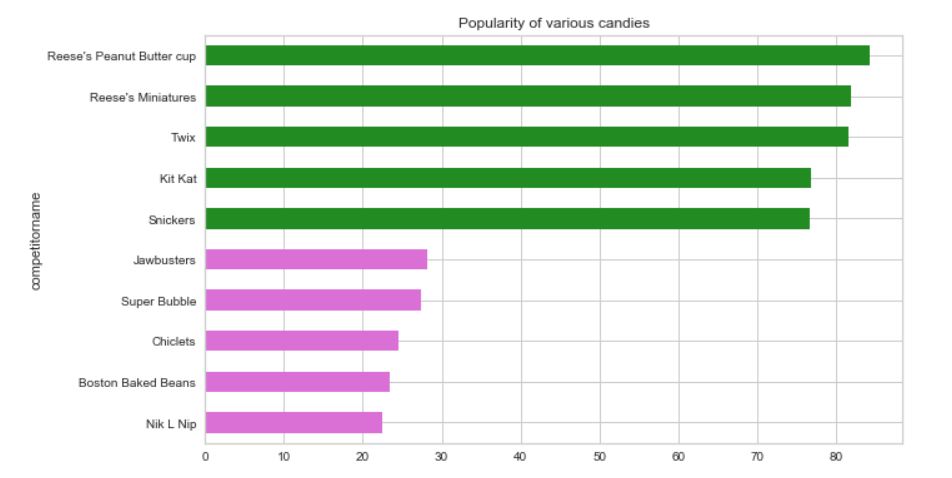 Popularity of various candies
competitorname
Reese's Peanut Butter cup
Reese's Miniatures
Twix
Kit Kat
Snickers
Jawbusters
Super Bubble
Chiclets
Boston Baked Beans
Nik L Nip
0 10 20 30 40 50 60 70 80